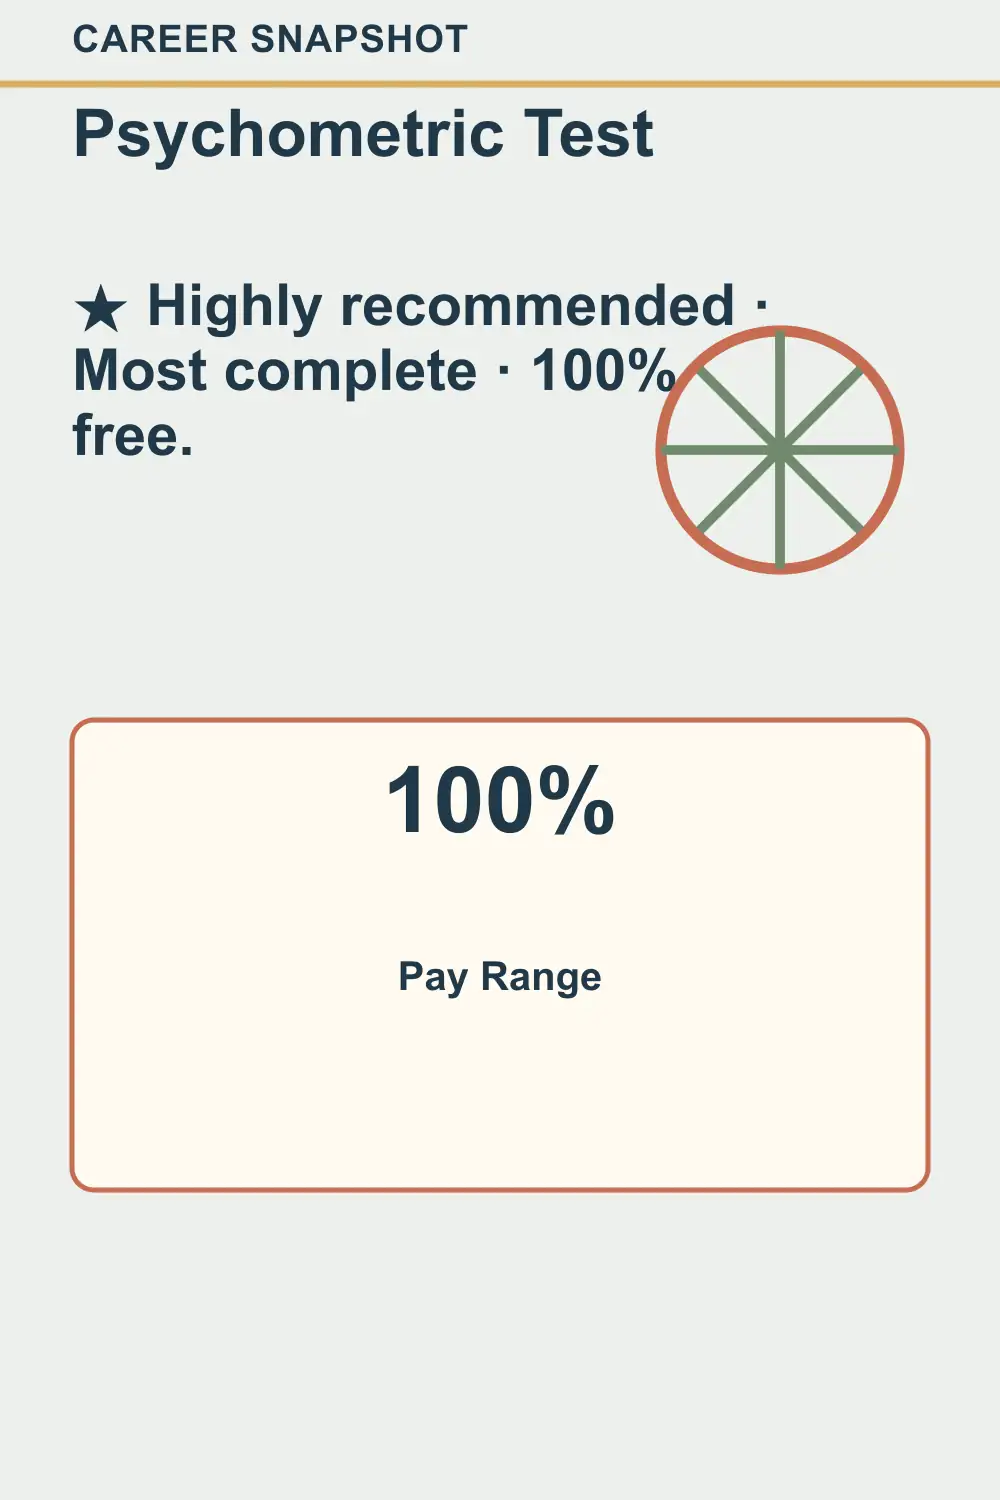 CAREER SNAPSHOT
Psychometric Test
★ Highly recommended ·
Most complete · 100%
free.
100%
Pay Range